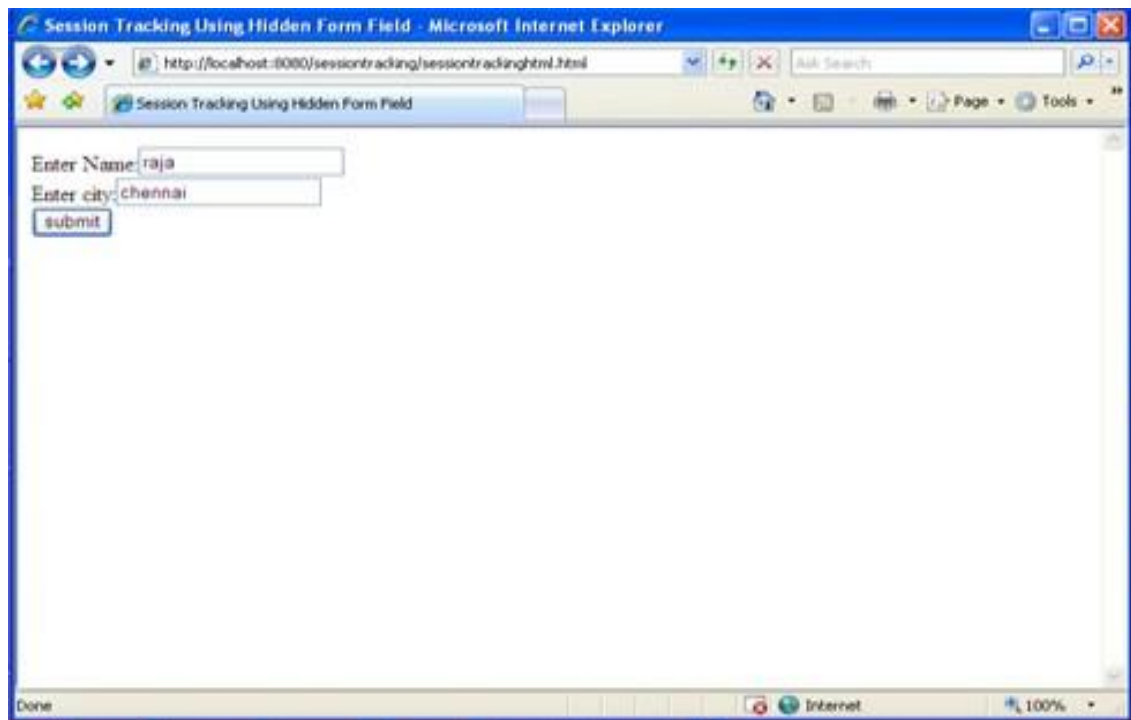 Session Tracking Using Hidden Form Field - Microsoft Internet Explorer
http://localhost:8080/sessiontracking/sessiontrackinghtml.html
Ask Search
Session Tracking Using Hidden Form Field
Page
Tools
Enter Name:raja
Enter city:chennai
submit
Done
Internet
100%